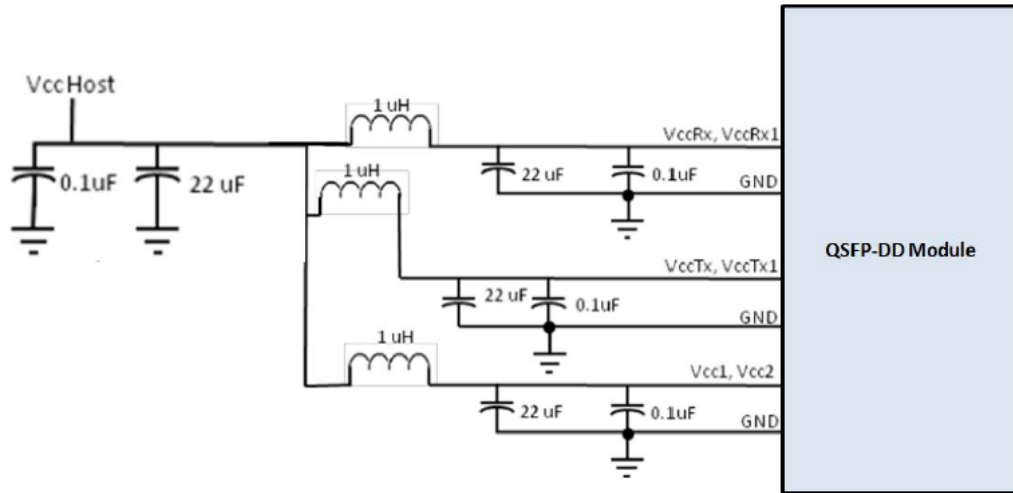 VccHost
0.1uF
22 uF
1 uH
VccRx, VccRx1
22 uF
0.1uF
GND
1 uH
VccTx, VccTx1
22 uF
0.1uF
GND
1 uH
Vcc1, Vcc2
22 uF
0.1uF
GND
QSFP-DD Module